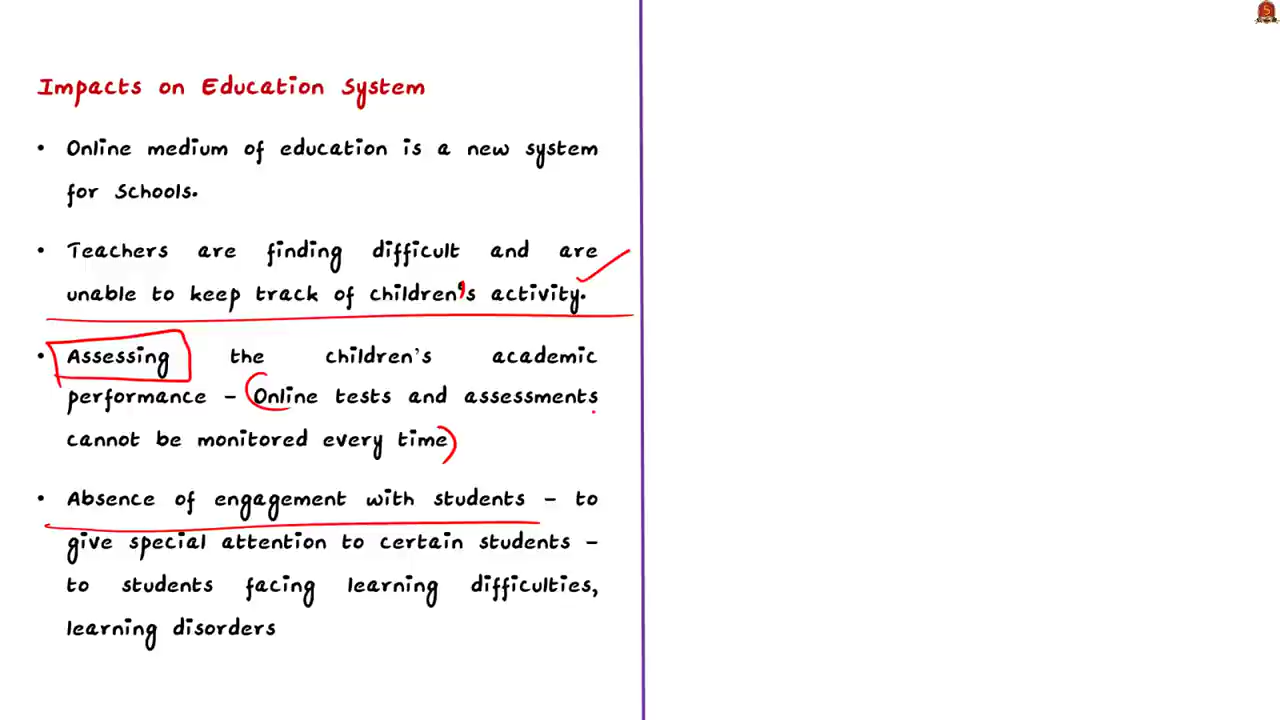 Impacts on Education System
• Online medium of education is a new system
for Schools.
• Teachers are finding difficult and are
unable to keep track of children's activity.
• Assessing the children's academic
performance – Online tests and assessments
cannot be monitored every time
• Absence of engagement with students – to
give special attention to certain students –
to students facing learning difficulties,
learning disorders